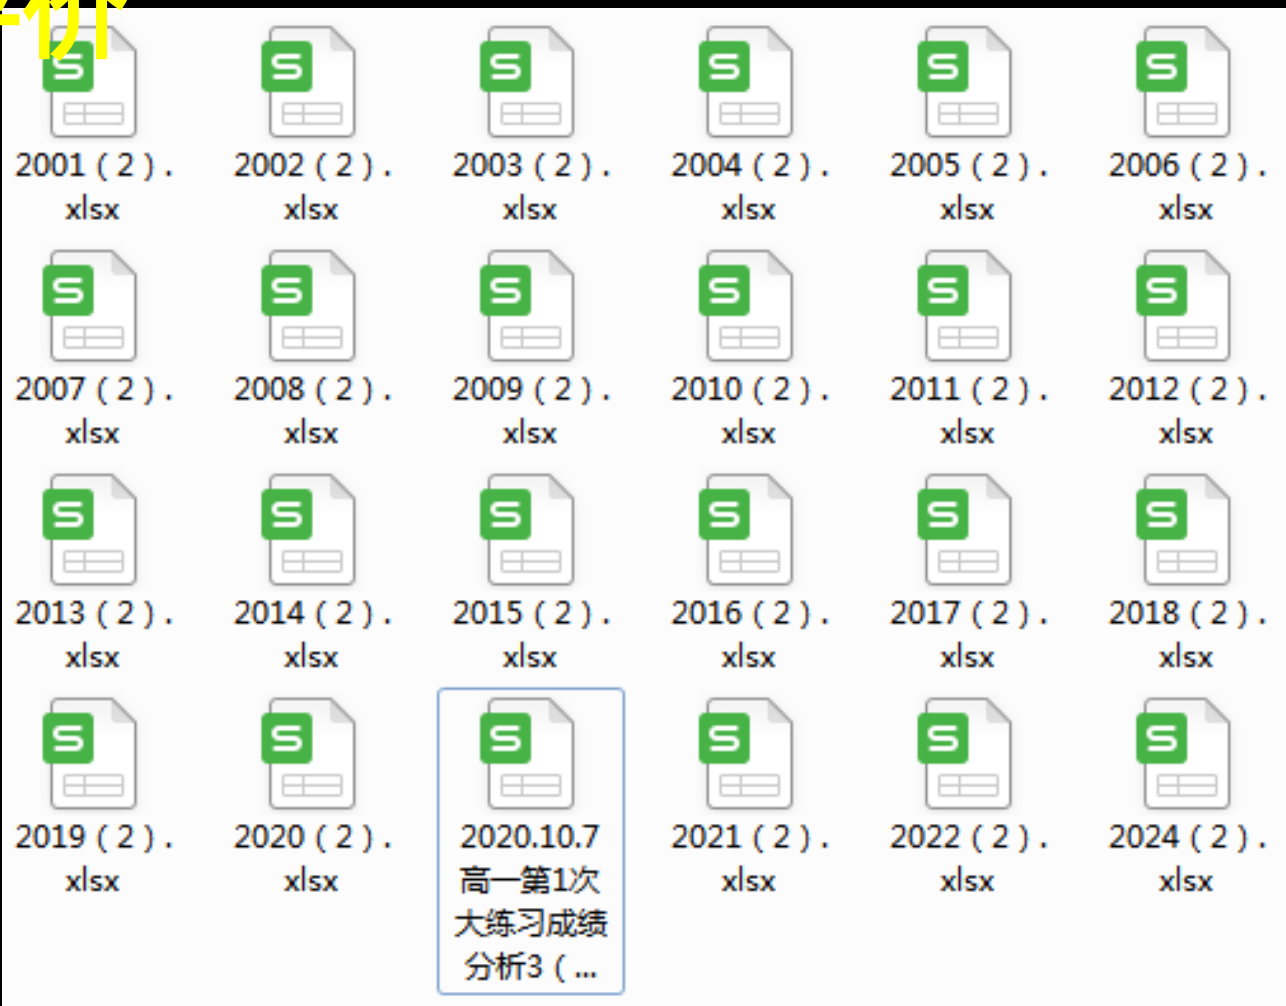 价
2001 ( 2 ) .
xlsx
2002 ( 2 ) .
xlsx
2003 ( 2 ) .
xlsx
2004 ( 2 ) .
xlsx
2005 ( 2 ) .
xlsx
2006 ( 2 ) .
xlsx
2007 ( 2 ) .
xlsx
2008 ( 2 ) .
xlsx
2009 ( 2 ) .
xlsx
2010 ( 2 ) .
xlsx
2011 ( 2 ) .
xlsx
2012 ( 2 ) .
xlsx
2013 ( 2 ) .
xlsx
2014 ( 2 ) .
xlsx
2015 ( 2 ) .
xlsx
2016 ( 2 ) .
xlsx
2017 ( 2 ) .
xlsx
2018 ( 2 ) .
xlsx
2019 ( 2 ) .
xlsx
2020 ( 2 ) .
xlsx
2020.10.7
高一第1次
大练习成绩
分析3 ( ...
2021 ( 2 ) .
xlsx
2022 ( 2 ) .
xlsx
2024 ( 2 ) .
xlsx